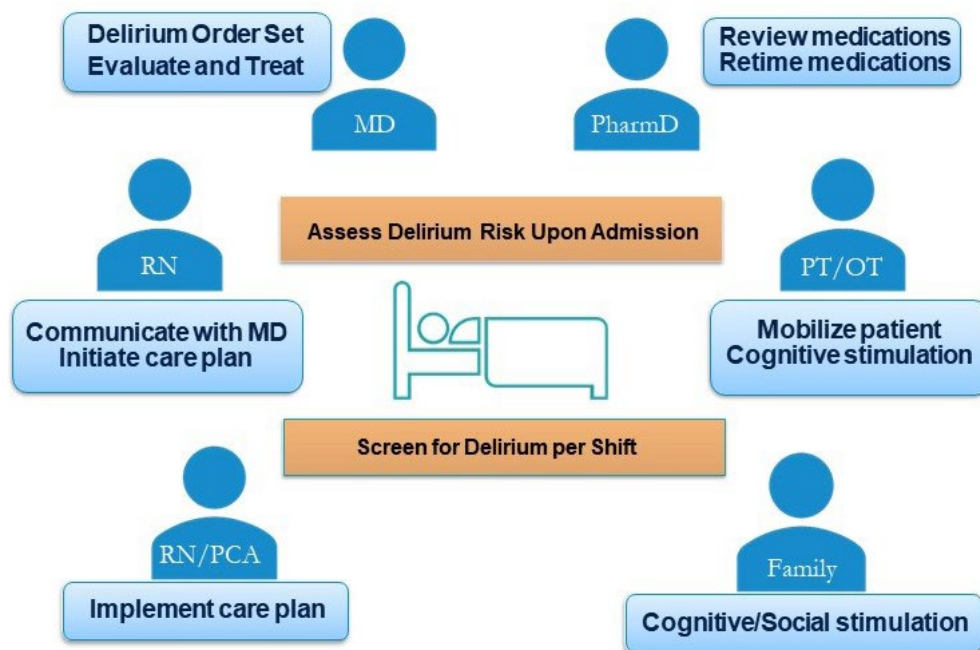 Delirium Order Set
Evaluate and Treat
MD
Review medications
Retime medications
PharmD
Assess Delirium Risk Upon Admission
RN
Communicate with MD
Initiate care plan
PT/OT
Mobilize patient
Cognitive stimulation
Screen for Delirium per Shift
RN/PCA
Implement care plan
Family
Cognitive/Social stimulation